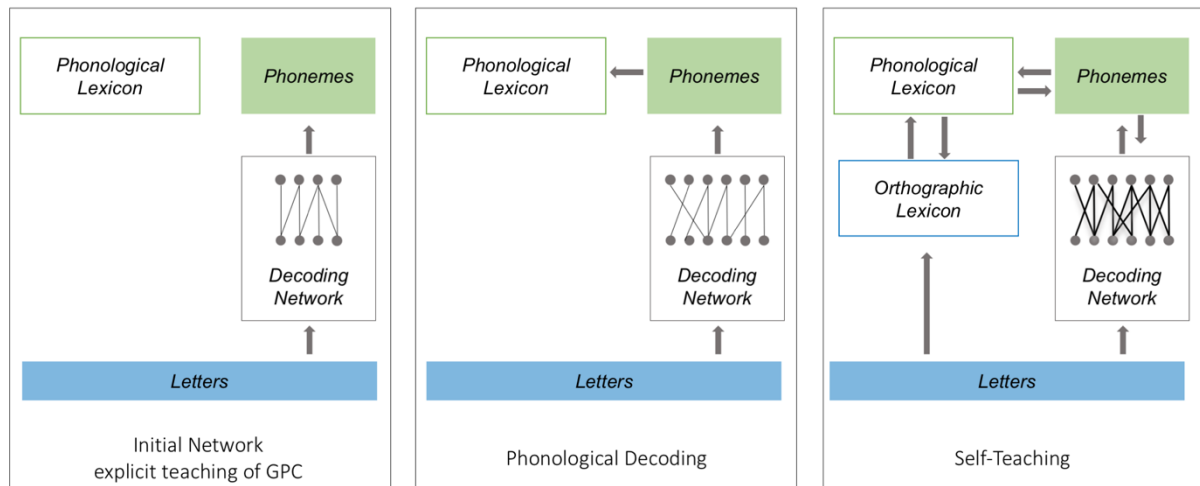 Phonological
Lexicon
Phonemes
Decoding
Network
Letters
Initial Network
explicit teaching of GPC
Phonological
Lexicon
Phonemes
Decoding
Network
Letters
Phonological Decoding
Phonological
Lexicon
Phonemes
Orthographic
Lexicon
Decoding
Network
Letters
Self-Teaching